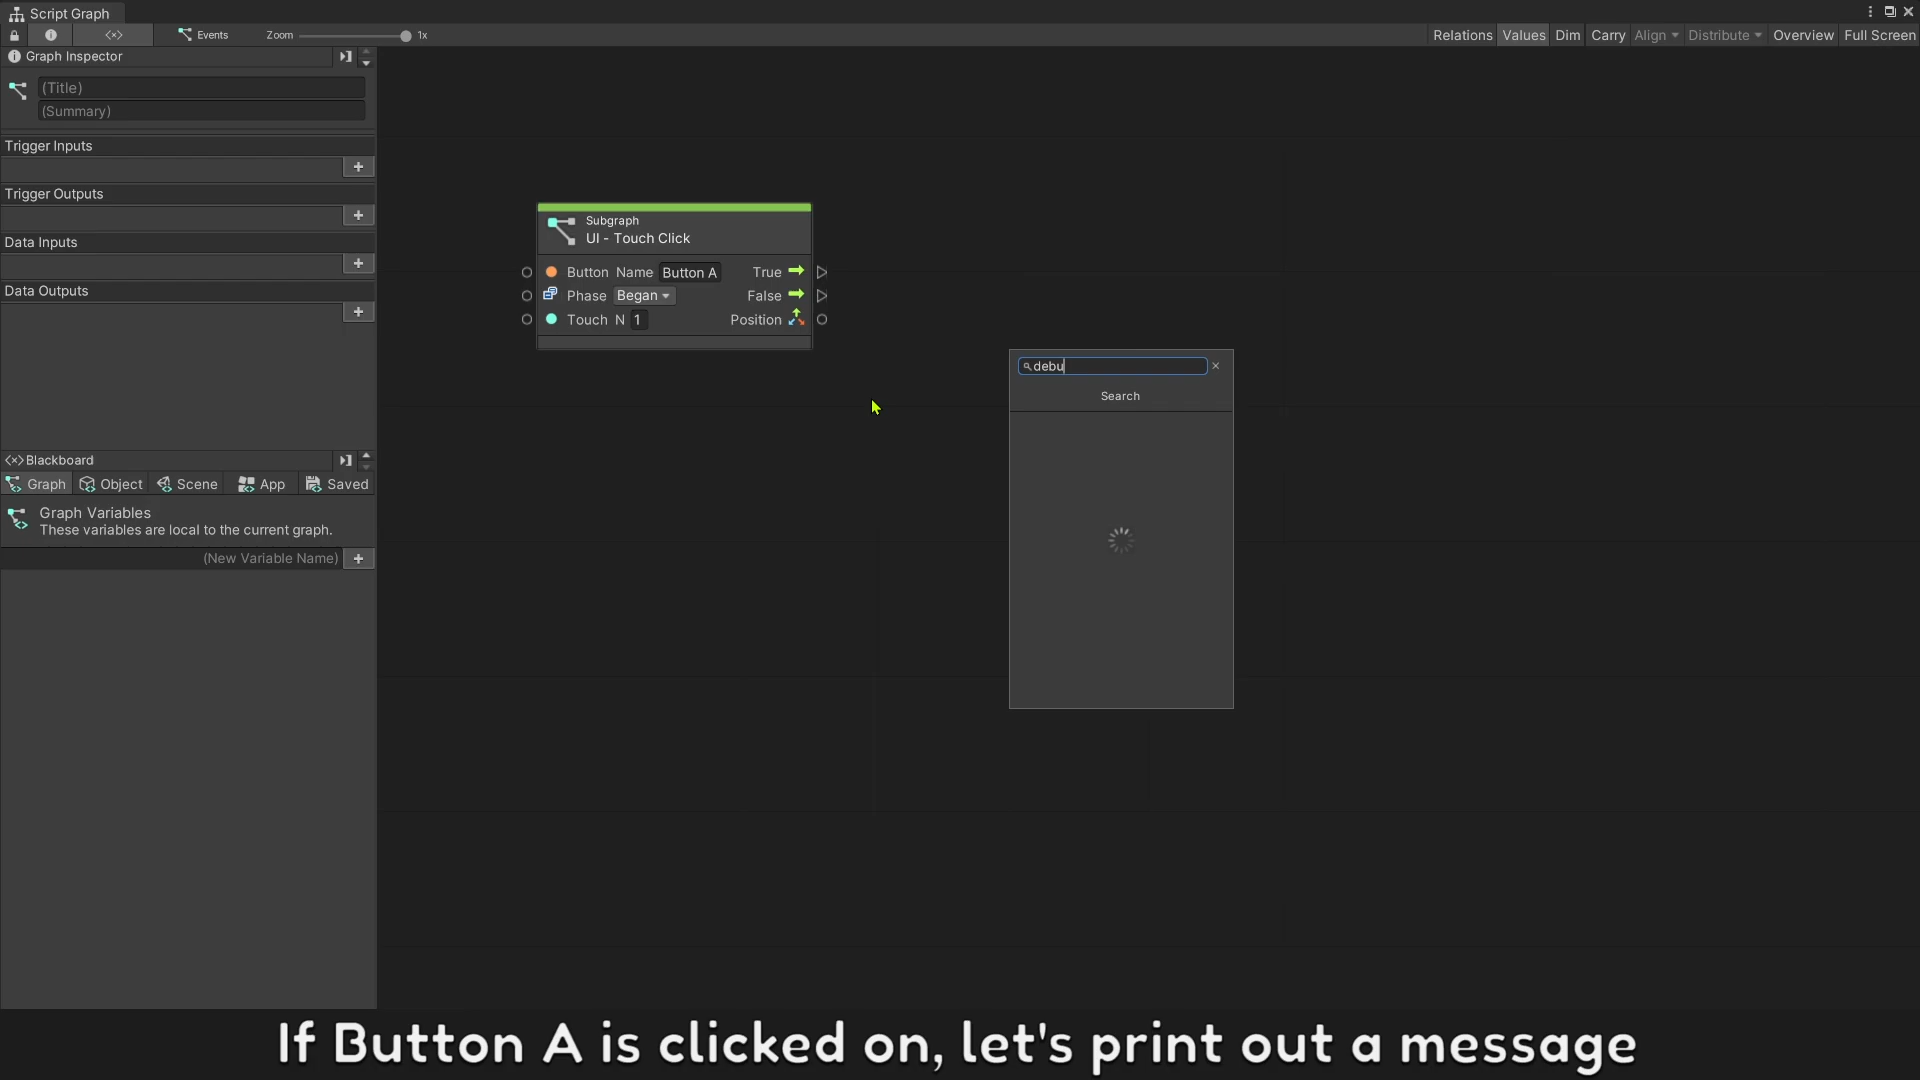 Script Graph
Events
Zoom
1x
Relations
Values
Dim
Carry
Align
Distribute
Overview
Full Screen
Graph Inspector
(Title)
(Summary)
Trigger Inputs
Trigger Outputs
Data Inputs
Data Outputs
Subgraph
UI - Touch Click
Button Name Button A True
Phase Began False
Touch N 1 Position
debu
Search
<x> Blackboard
Graph
Object
Scene
App
Saved
Graph Variables
These variables are local to the current graph.
(New Variable Name)
If Button A is clicked on, let's print out a message